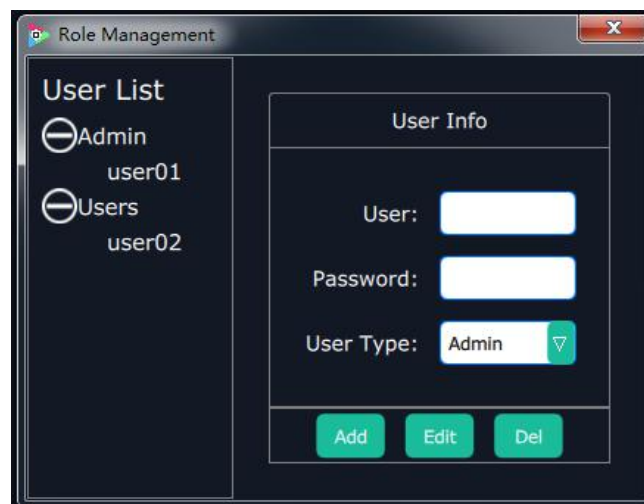 Role Management
User List
Admin
user01
Users
user02
User Info
User:
Password:
User Type: Admin
Add Edit Del